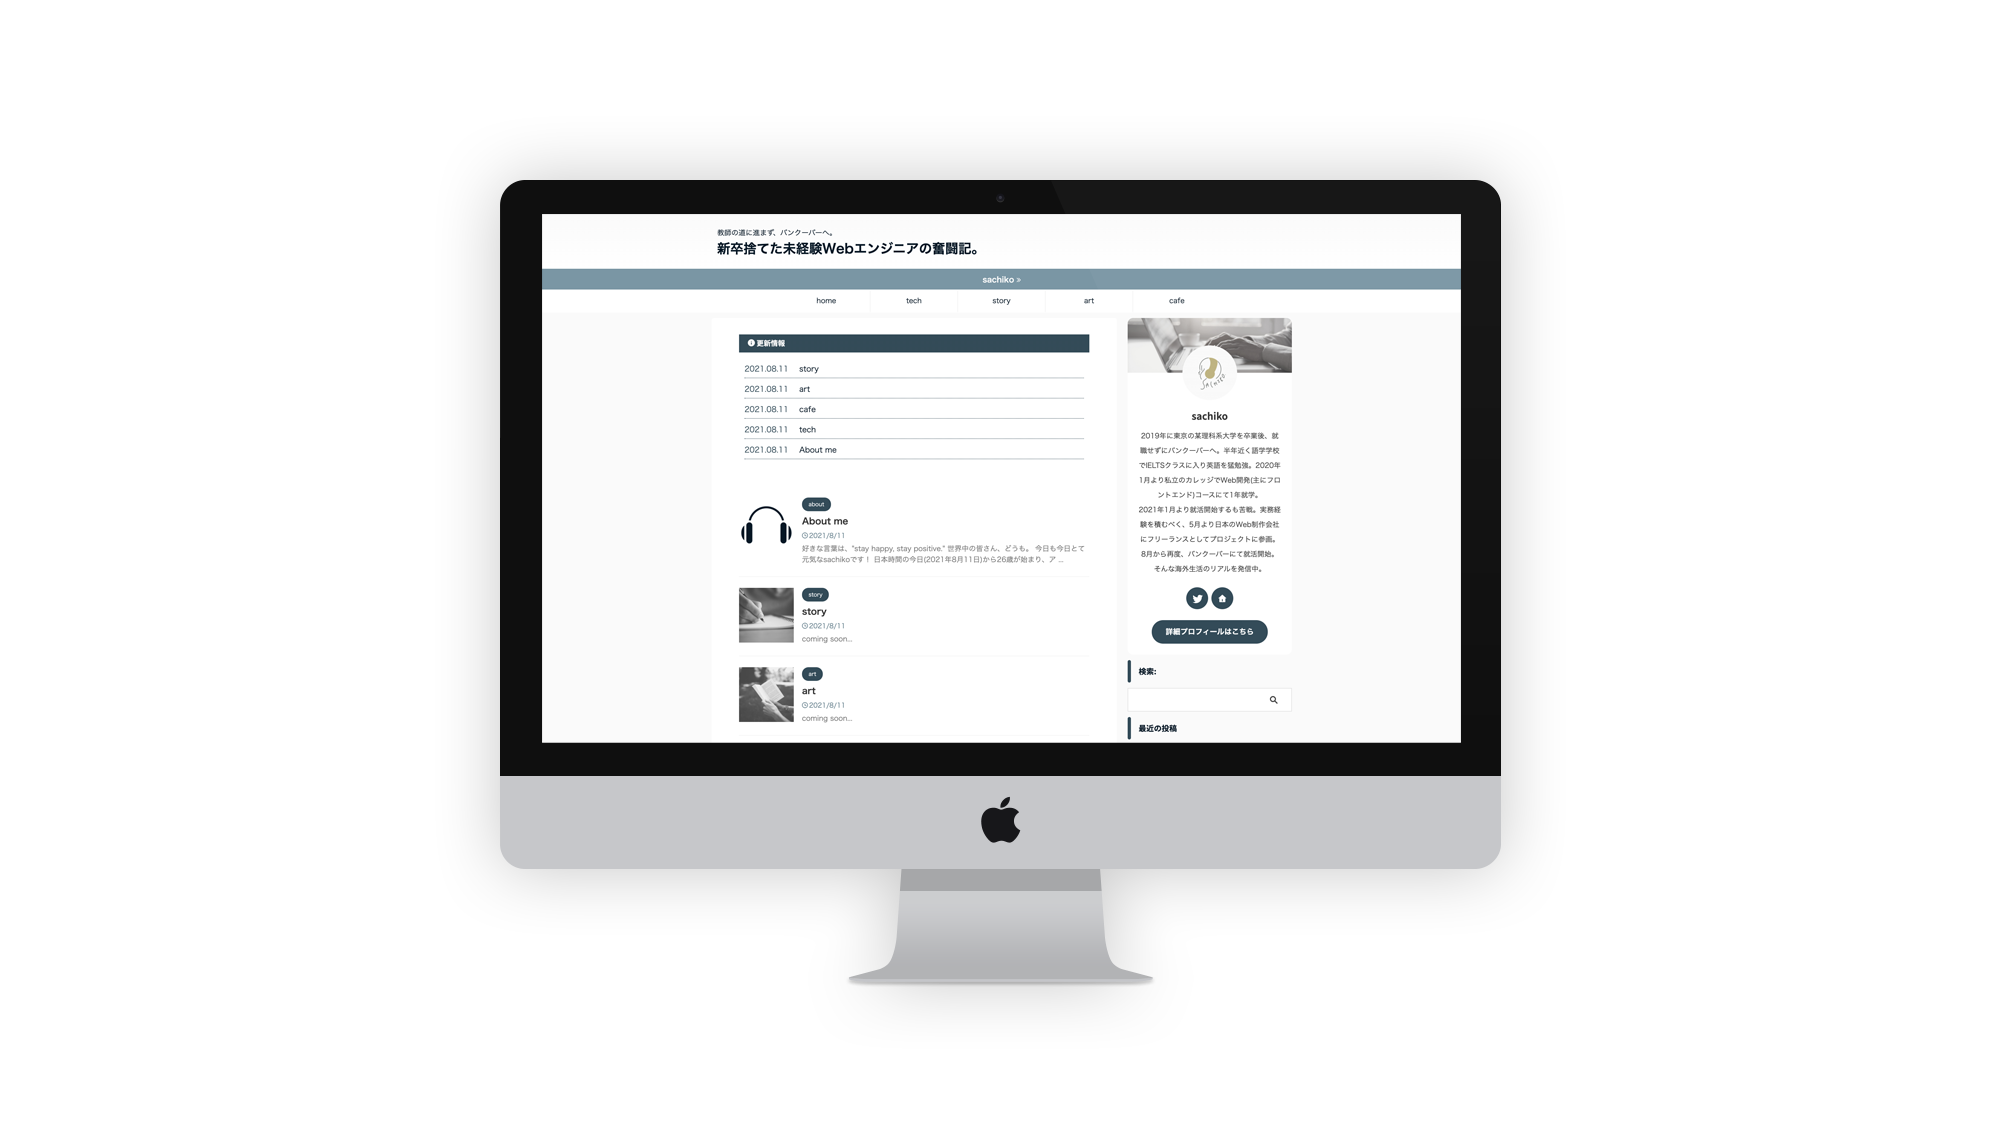 教師の道に進まず、バンクーバーへ。
新卒捨てた未経験Webエンジニアの奮闘記。
sachiko »
home
tech
story
art
cafe
更新情報
2021.08.11 story
2021.08.11 art
2021.08.11 cafe
2021.08.11 tech
2021.08.11 About me
about
About me
2021/8/11
好きな言葉は、"stay happy, stay positive." 世界中の皆さん、どうも。 今日も今日とて
元気なsachikoです！ 日本時間の今日(2021年8月11日)から26歳が始まり、ア ...
story
story
2021/8/11
coming soon...
art
art
2021/8/11
coming soon...
SACHIKO
sachiko
2019年に東京の某理科系大学を卒業後、就
職せずにバンクーバーへ。半年近く語学学校
でIELTSクラスに入り英語を猛勉強。2020年
1月より私立のカレッジでWeb開発(主にフロ
ントエンド)コースにて1年就学。
2021年1月より就活開始するも苦戦。実務経
験を積むべく、5月より日本のWeb制作会社
にフリーランスとしてプロジェクトに参画。
8月から再度、バンクーバーにて就活開始。
そんな海外生活のリアルを発信中。
詳細プロフィールはこちら
検索:
最近の投稿